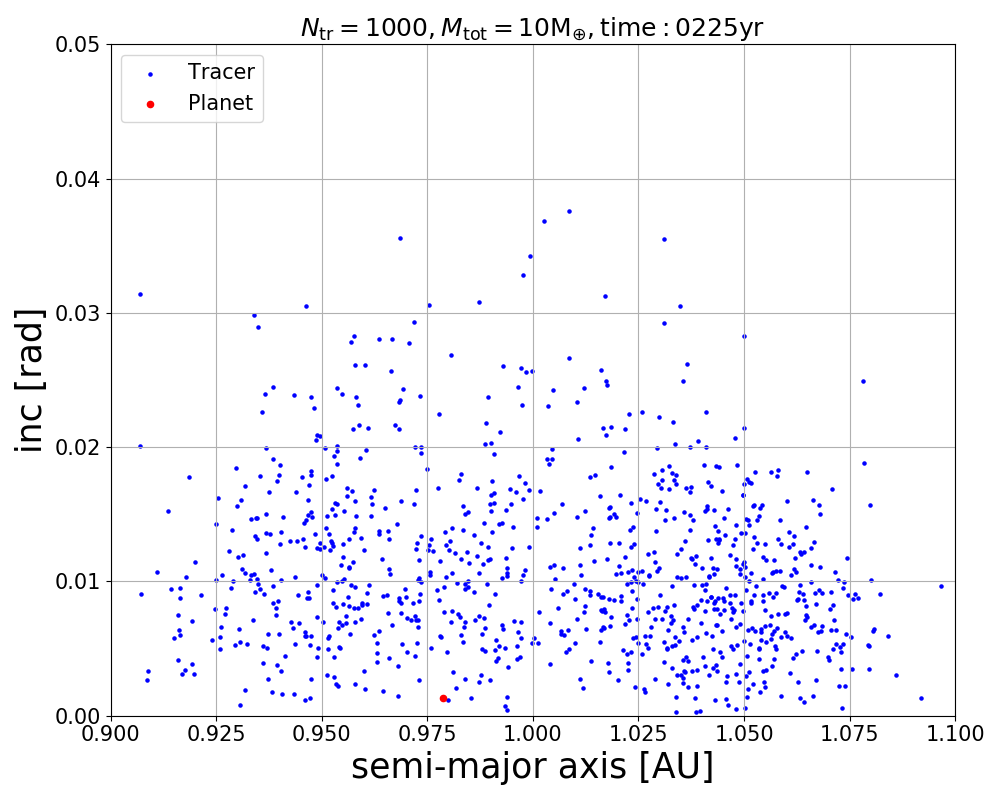 N_tr = 1000, M_tot = 10M_⊕, time : 0225yr
Tracer
Planet
inc [rad]
0.05
0.04
0.03
0.02
0.01
0.00
0.900 0.925 0.950 0.975 1.000 1.025 1.050 1.075 1.100
semi-major axis [AU]